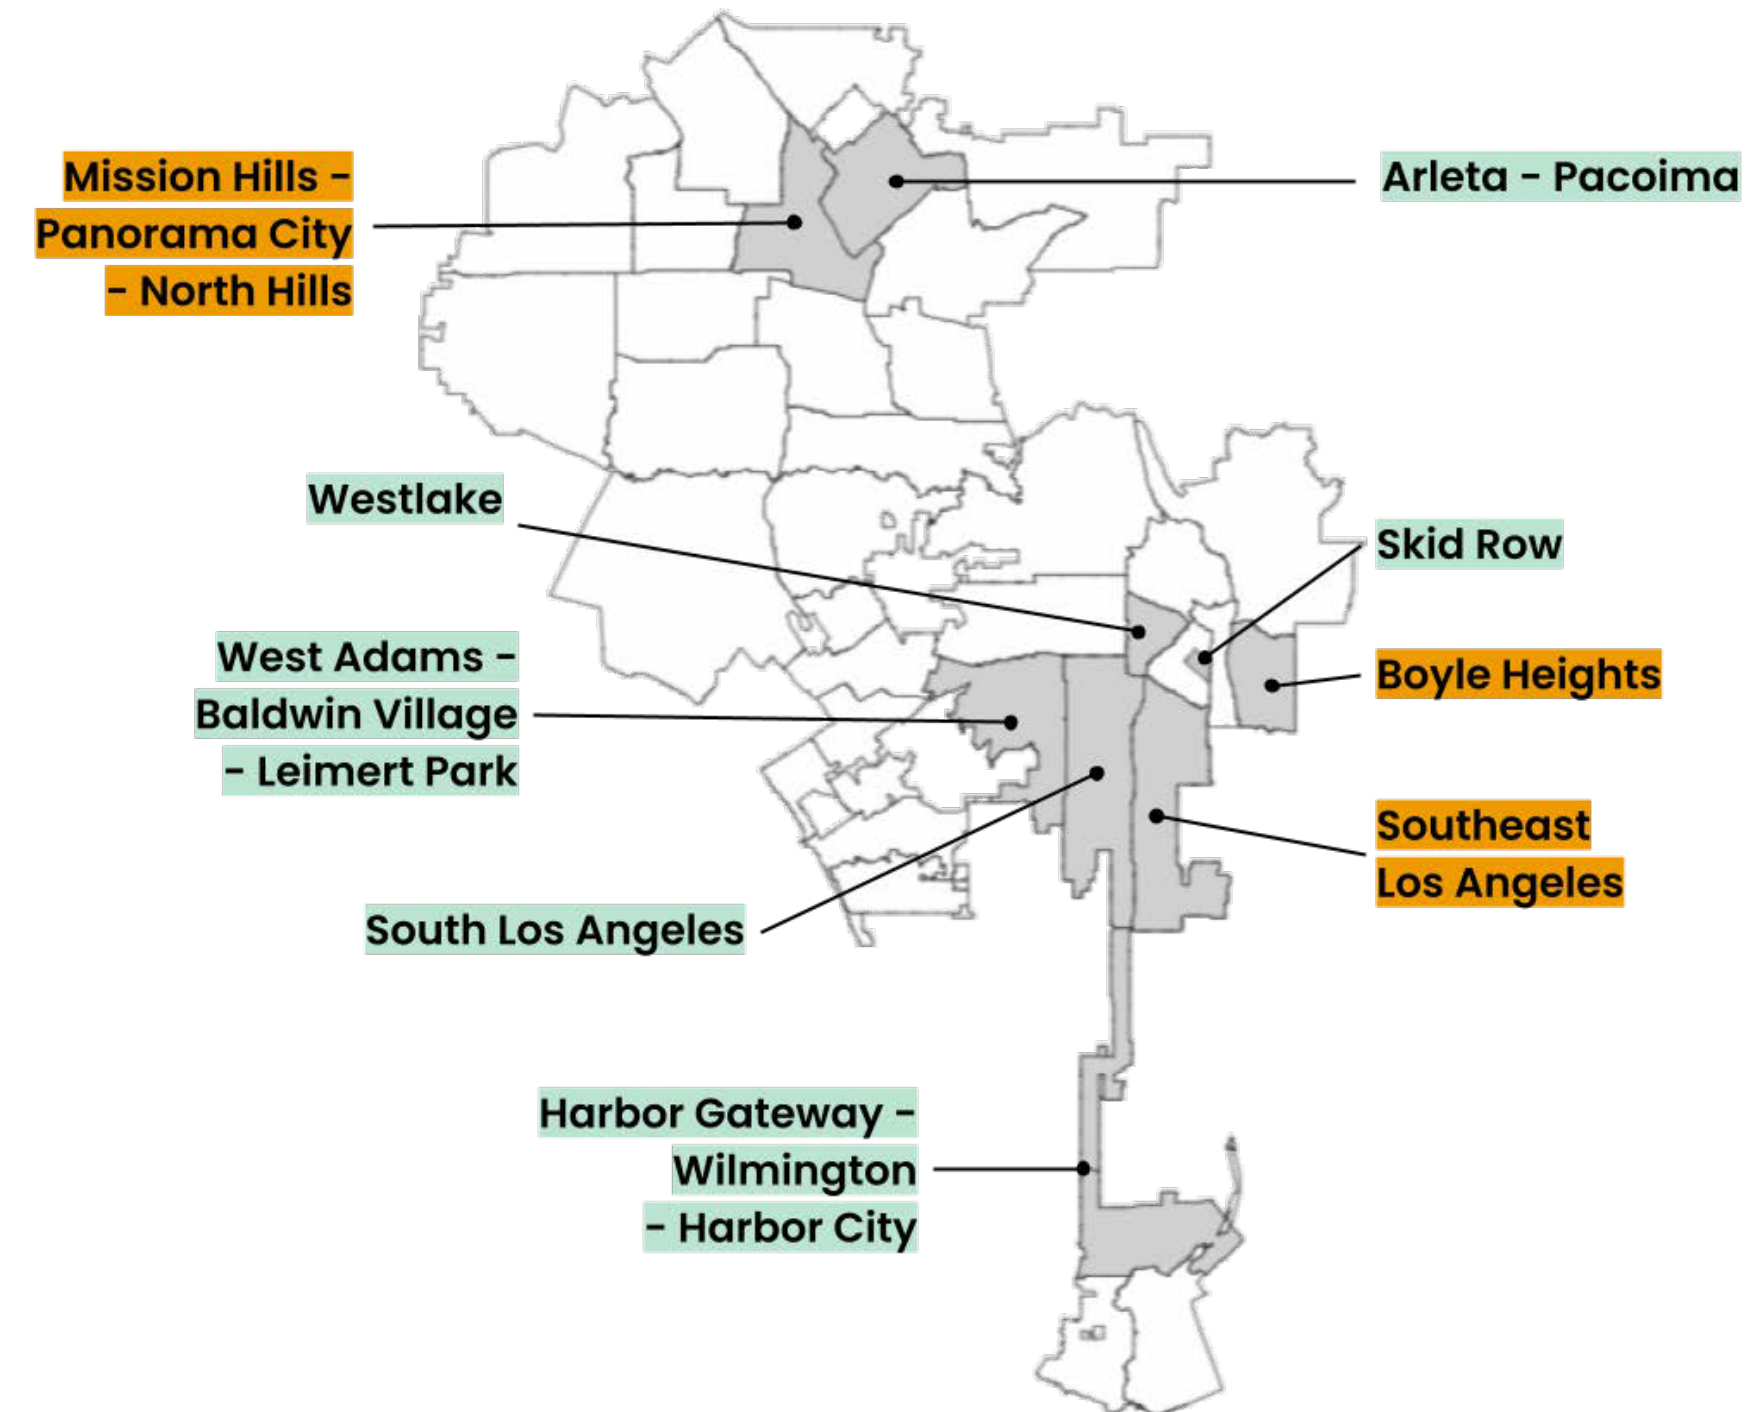 Mission Hills -
Panorama City
- North Hills
Arleta - Pacoima
Westlake
Skid Row
West Adams -
Baldwin Village
- Leimert Park
Boyle Heights
Southeast
Los Angeles
South Los Angeles
Harbor Gateway -
Wilmington
- Harbor City